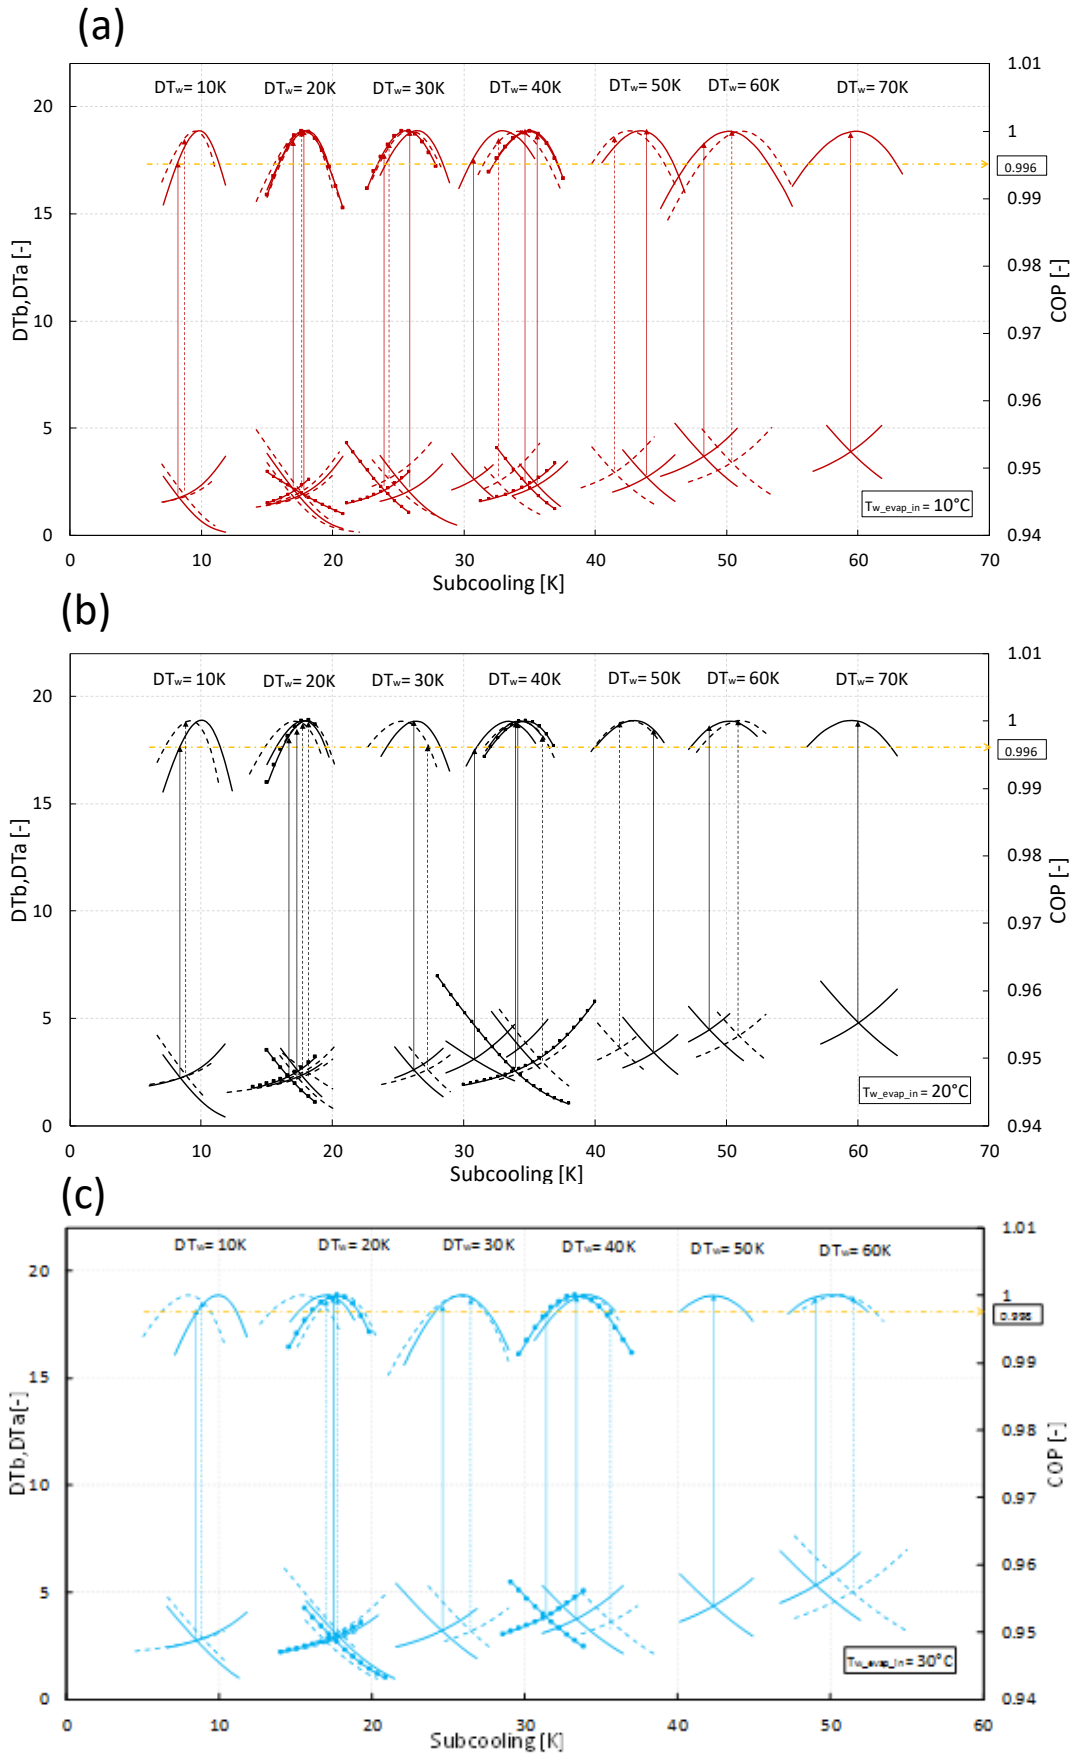 (a)
1.01
DTw= 10K DTw= 20K DTw= 30K DTw= 40K DTw= 50K DTw= 60K DTw= 70K
20
1
0.996
15
0.99
DTb,DTa [-]
0.98
COP [-]
10
0.97
0.96
5
0.95
Tw_evap_in = 10°C
0
0.94
0 10 20 30 40 50 60 70
Subcooling [K]
(b)
1.01
DTw= 10K DTw= 20K DTw= 30K DTw= 40K DTw= 50K DTw= 60K DTw= 70K
20
1
0.996
15
0.99
DTb,DTa [-]
0.98
COP [-]
10
0.97
0.96
5
0.95
Tw_evap_in = 20°C
0
0.94
0 10 20 30 40 50 60 70
Subcooling [K]
(c)
1.01
DTw= 10K DTw= 20K DTw= 30K DTw= 40K DTw= 50K DTw= 60K
20
1
0.998
15
0.99
DTb,DTa[-]
0.98
COP [-]
10
0.97
0.96
5
0.95
Tw_evap_in = 30°C
0
0.94
0 10 20 30 40 50 60
Subcooling [K]